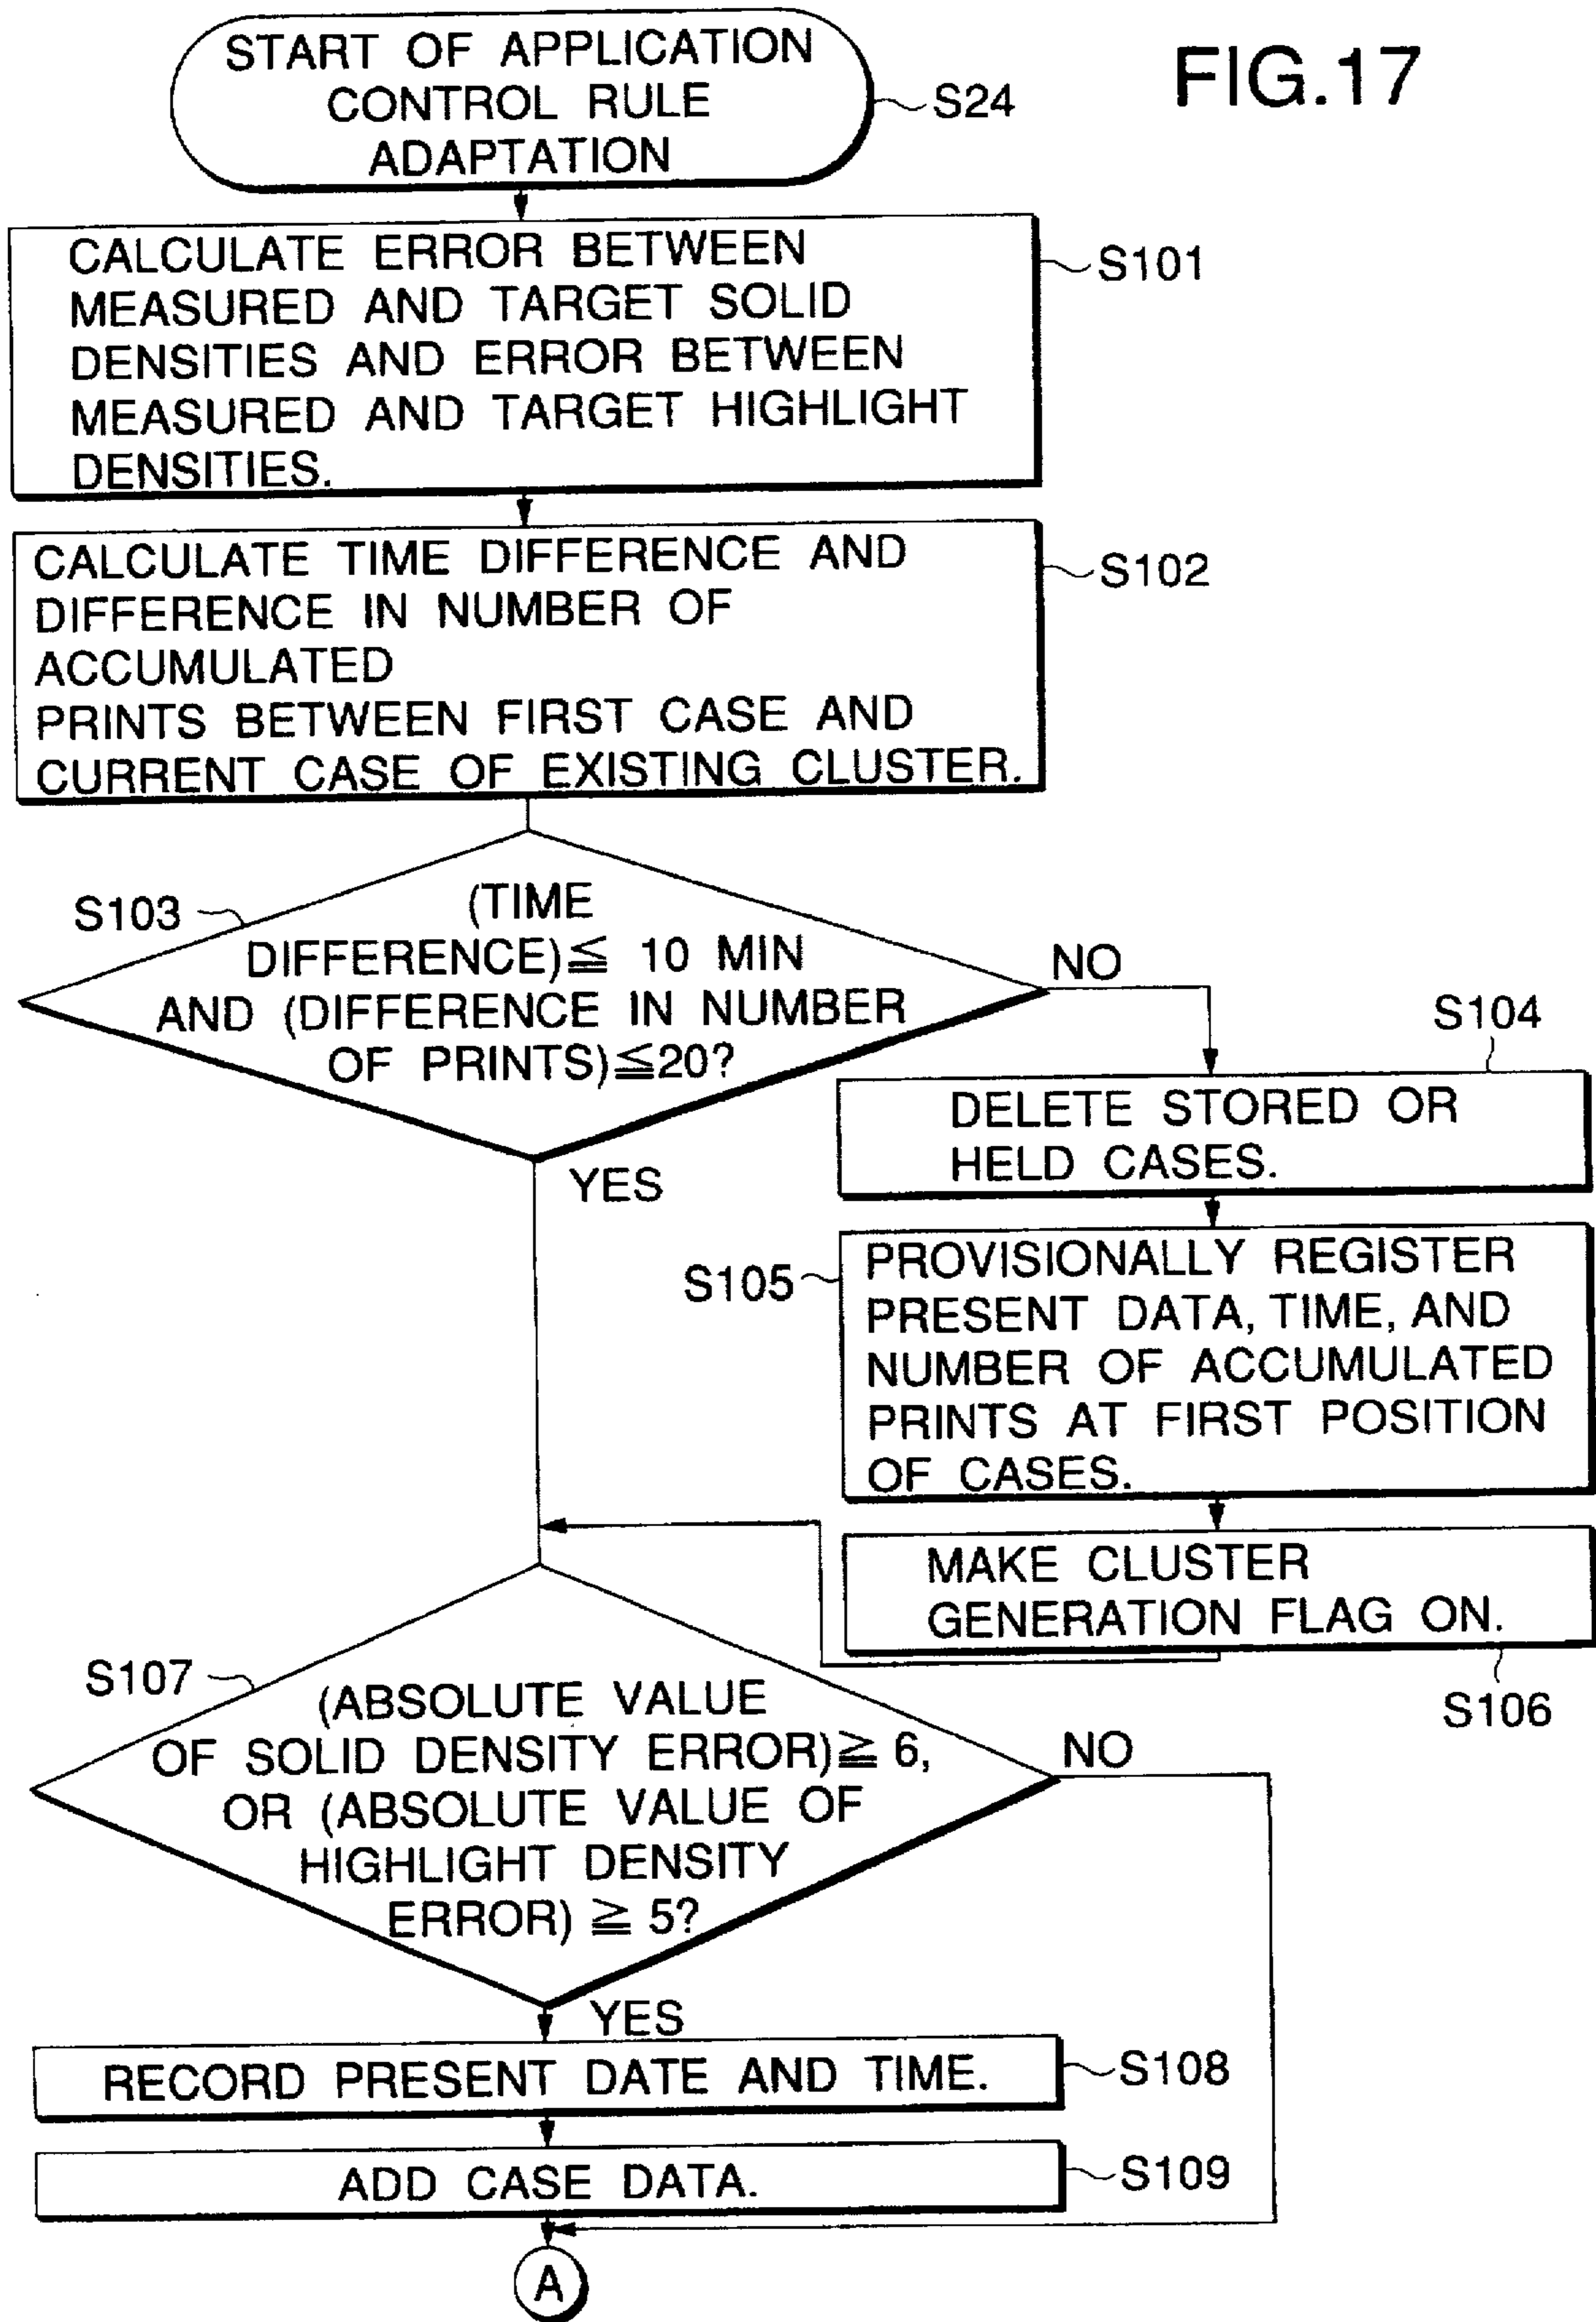 FIG.17
START OF APPLICATION
CONTROL RULE
ADAPTATION
S24
CALCULATE ERROR BETWEEN
MEASURED AND TARGET SOLID
DENSITIES AND ERROR BETWEEN
MEASURED AND TARGET HIGHLIGHT
DENSITIES.
S101
CALCULATE TIME DIFFERENCE AND
DIFFERENCE IN NUMBER OF
ACCUMULATED
PRINTS BETWEEN FIRST CASE AND
CURRENT CASE OF EXISTING CLUSTER.
S102
S103
(TIME
DIFFERENCE)≦ 10 MIN
AND (DIFFERENCE IN NUMBER
OF PRINTS)≦20?
NO
YES
S104
DELETE STORED OR
HELD CASES.
S105
PROVISIONALLY REGISTER
PRESENT DATA, TIME, AND
NUMBER OF ACCUMULATED
PRINTS AT FIRST POSITION
OF CASES.
MAKE CLUSTER
GENERATION FLAG ON.
S106
S107
(ABSOLUTE VALUE
OF SOLID DENSITY ERROR)≧ 6,
OR (ABSOLUTE VALUE OF
HIGHLIGHT DENSITY
ERROR) ≧ 5?
NO
YES
RECORD PRESENT DATE AND TIME.
S108
ADD CASE DATA.
S109
A